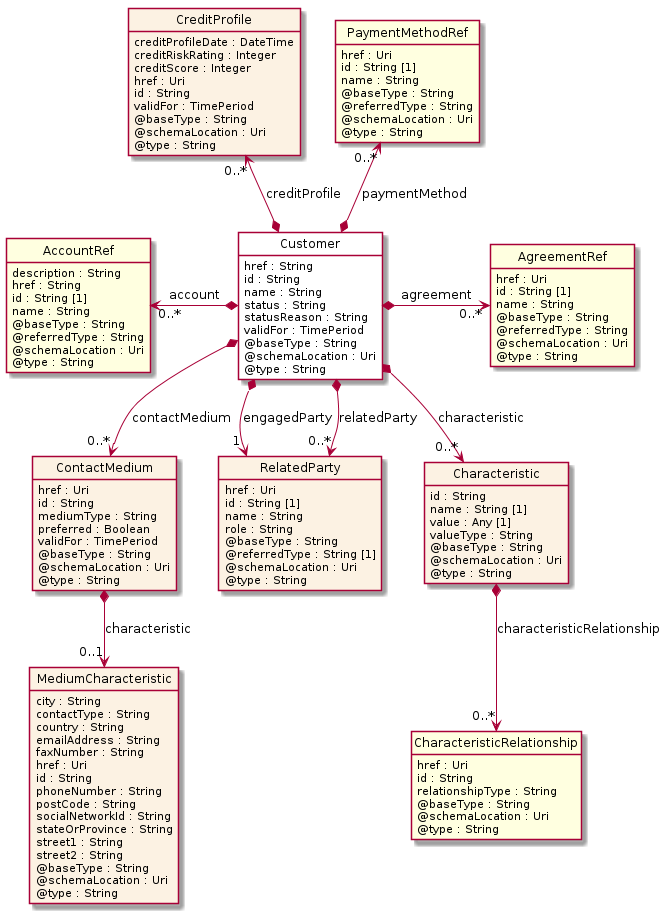 CreditProfile
creditProfileDate : DateTime
creditRiskRating : Integer
creditScore : Integer
href : Uri
id : String
validFor : TimePeriod
@baseType : String
@schemaLocation : Uri
@type : String
PaymentMethodRef
href : Uri
id : String [1]
name : String
@baseType : String
@referredType : String
@schemaLocation : Uri
@type : String
0..*
0..*
creditProfile
paymentMethod
AccountRef
description : String
href : String
id : String [1]
name : String
@baseType : String
@referredType : String
@schemaLocation : Uri
@type : String
account
0..*
Customer
href : String
id : String
name : String
status : String
statusReason : String
validFor : TimePeriod
@baseType : String
@schemaLocation : Uri
@type : String
agreement
0..*
AgreementRef
href : Uri
id : String [1]
name : String
@baseType : String
@referredType : String
@schemaLocation : Uri
@type : String
contactMedium
engagedParty
relatedParty
characteristic
0..*
1
0..*
0..*
ContactMedium
href : Uri
id : String
mediumType : String
preferred : Boolean
validFor : TimePeriod
@baseType : String
@schemaLocation : Uri
@type : String
RelatedParty
href : Uri
id : String [1]
name : String
role : String
@baseType : String
@referredType : String [1]
@schemaLocation : Uri
@type : String
Characteristic
id : String
name : String [1]
value : Any [1]
valueType : String
@baseType : String
@schemaLocation : Uri
@type : String
characteristic
0..1
characteristicRelationship
0..*
MediumCharacteristic
city : String
contactType : String
country : String
emailAddress : String
faxNumber : String
href : Uri
id : String
phoneNumber : String
postCode : String
socialNetworkId : String
stateOrProvince : String
street1 : String
street2 : String
@baseType : String
@schemaLocation : Uri
@type : String
CharacteristicRelationship
href : Uri
id : String
relationshipType : String
@baseType : String
@schemaLocation : Uri
@type : String